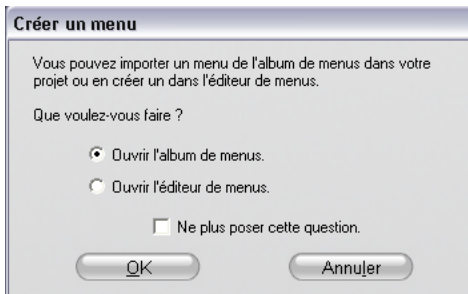 Créer un menu
Vous pouvez importer un menu de l'album de menus dans votre
projet ou en créer un dans l'éditeur de menus.
Que voulez-vous faire ?
Ouvrir l'album de menus.
Ouvrir l'éditeur de menus.
Ne plus poser cette question.
OK Annuler